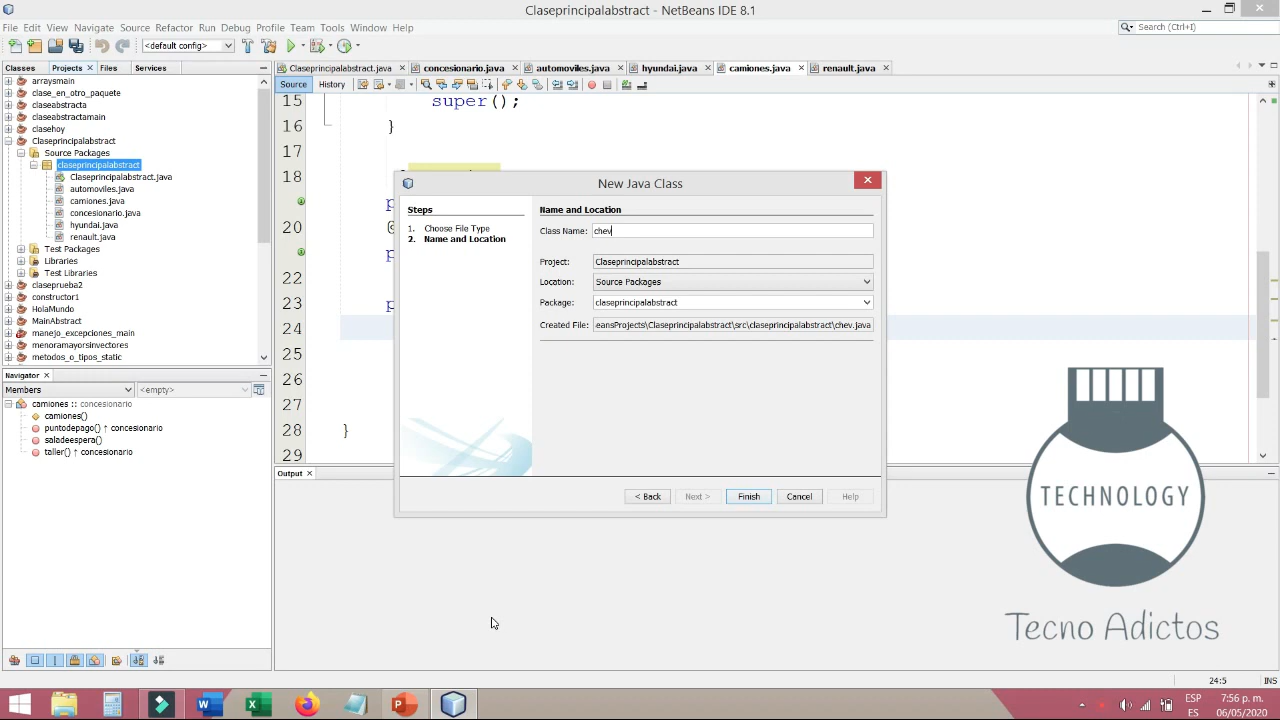 Claseprincipalabstract - NetBeans IDE 8.1
File Edit View Navigate Source Refactor Run Debug Profile Team Tools Window Help
Search (Ctrl+I)
<default config>
Classes Projects Files Services
Claseprincipalabstract.java concesionario.java automoviles.java hyundai.java camiones.java renault.java
Source History
arraysmain
clase_en_otro_paquete
claseabstracta
claseabstractamain
clasehoy
Claseprincipalabstract
Source Packages
claseprincipalabstract
Claseprincipalabstract.java
automoviles.java
camiones.java
concesionario.java
hyundai.java
renault.java
Test Packages
Libraries
Test Libraries
claseprueba2
constructor1
HolaMundo
MainAbstract
manejo_excepciones_main
menoramayorsinvectores
metodos_o_tipos_static
15 super();
16 }
17
18
p
20 @
p
22
23 p
24
25
26
27
28 }
29
New Java Class
Steps
1. Choose File Type
2. Name and Location
Name and Location
Class Name: chev
Project: Claseprincipalabstract
Location: Source Packages
Package: claseprincipalabstract
Created File: eansProjects\Claseprincipalabstract\src\claseprincipalabstract\chev.java
< Back Next > Finish Cancel Help
Navigator
Members <empty>
camiones :: concesionario
camiones()
puntodepago() ↑ concesionario
saladeespera()
taller() ↑ concesionario
Output
TECHNOLOGY
Tecno Adictos
24:5 INS
ESP 7:56 p. m.
ES 06/05/2020